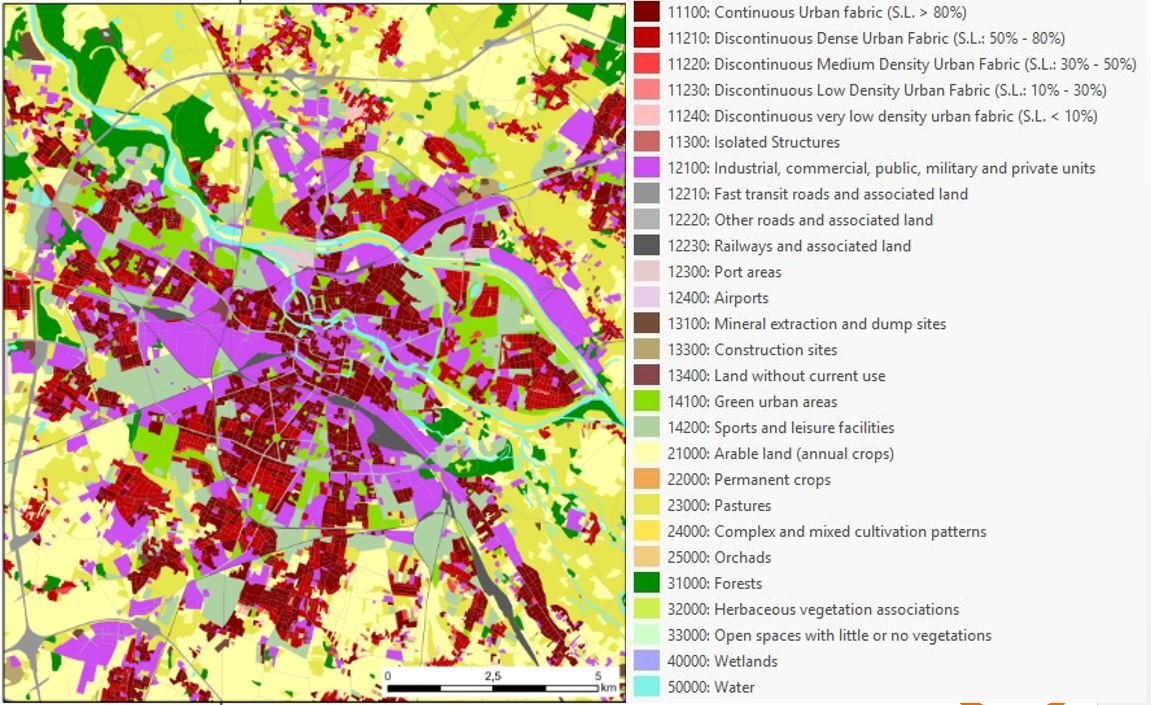 11100: Continuous Urban fabric (S.L. > 80%)
11210: Discontinuous Dense Urban Fabric (S.L.: 50% - 80%)
11220: Discontinuous Medium Density Urban Fabric (S.L.: 30% - 50%)
11230: Discontinuous Low Density Urban Fabric (S.L.: 10% - 30%)
11240: Discontinuous very low density urban fabric (S.L. < 10%)
11300: Isolated Structures
12100: Industrial, commercial, public, military and private units
12210: Fast transit roads and associated land
12220: Other roads and associated land
12230: Railways and associated land
12300: Port areas
12400: Airports
13100: Mineral extraction and dump sites
13300: Construction sites
13400: Land without current use
14100: Green urban areas
14200: Sports and leisure facilities
21000: Arable land (annual crops)
22000: Permanent crops
23000: Pastures
24000: Complex and mixed cultivation patterns
25000: Orchads
31000: Forests
32000: Herbaceous vegetation associations
33000: Open spaces with little or no vegetations
40000: Wetlands
50000: Water
0 2,5 5
km